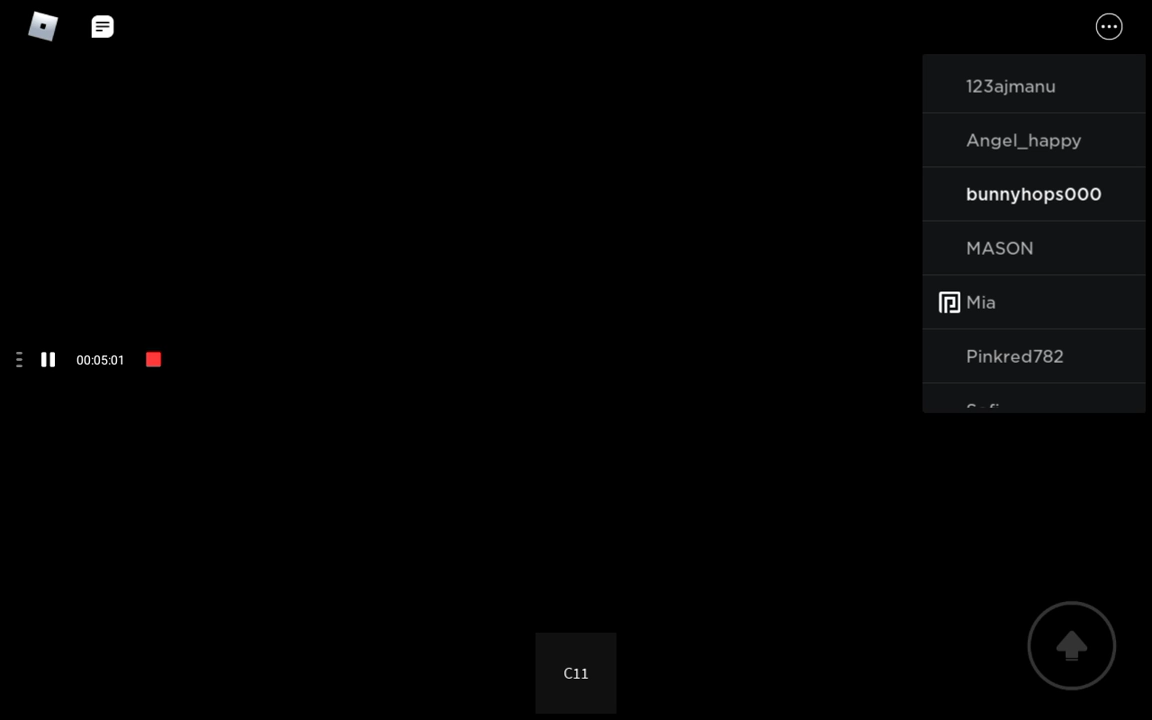 123ajmanu
Angel_happy
bunnyhops000
MASON
Mia
Pinkred782
00:05:01
C11